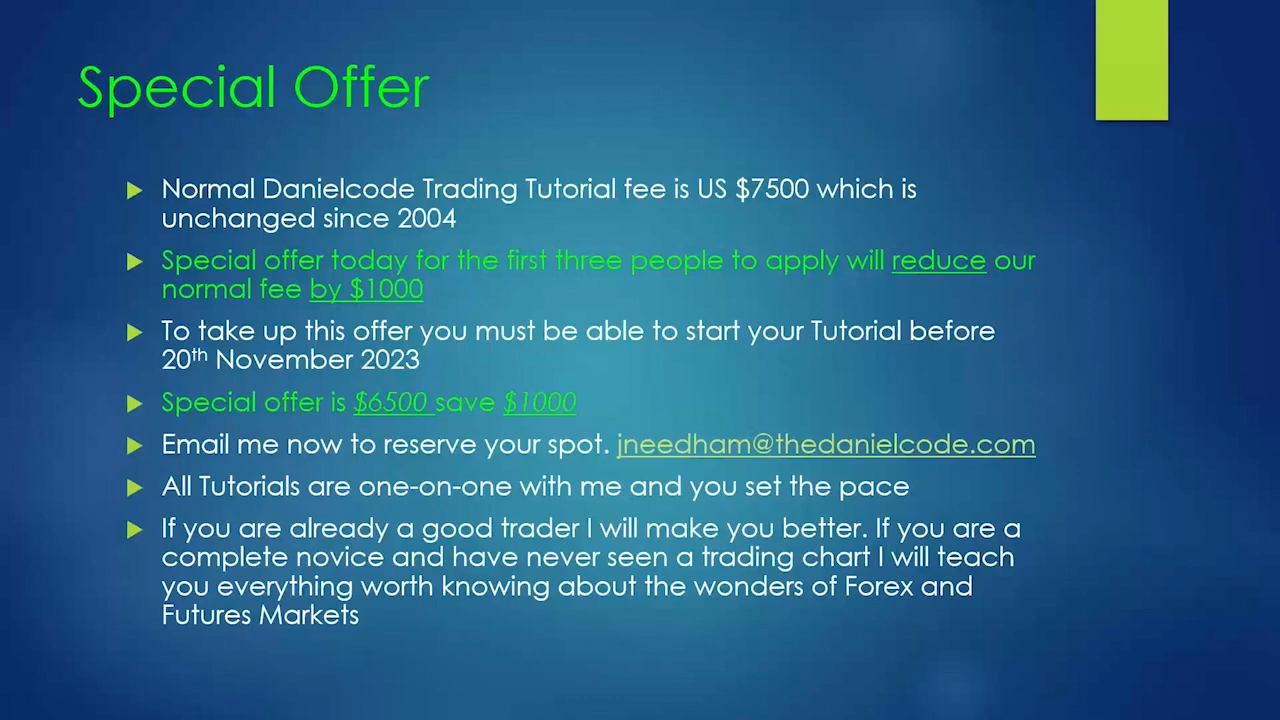 Special Offer
Normal Danielcode Trading Tutorial fee is US $7500 which is
unchanged since 2004
Special offer today for the first three people to apply will reduce our
normal fee by $1000
To take up this offer you must be able to start your Tutorial before
20th November 2023
Special offer is $6500 save $1000
Email me now to reserve your spot. jneedham@thedanielcode.com
All Tutorials are one-on-one with me and you set the pace
If you are already a good trader I will make you better. If you are a
complete novice and have never seen a trading chart I will teach
you everything worth knowing about the wonders of Forex and
Futures Markets